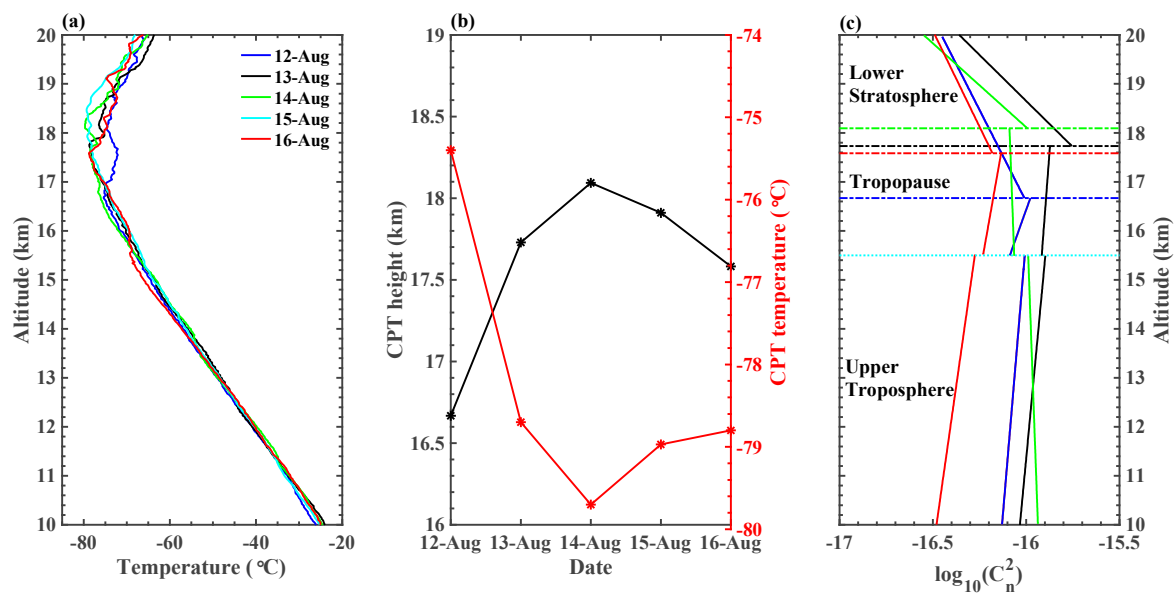 (a)
20
19
18
17
16
15
14
13
12
11
10
Altitude (km)
-80
-60
-40
-20
Temperature (°C)
12-Aug
13-Aug
14-Aug
15-Aug
16-Aug
(b)
19
18.5
18
17.5
17
16.5
16
CPT height (km)
12-Aug
13-Aug
14-Aug
15-Aug
16-Aug
Date
-74
-75
-76
-77
-78
-79
-80
CPT temperature (°C)
(c)
Lower
Stratosphere
Tropopause
Upper
Troposphere
20
19
18
17
16
15
14
13
12
11
10
Altitude (km)
-17
-16.5
-16
-15.5
log₁₀(Cₙ²)